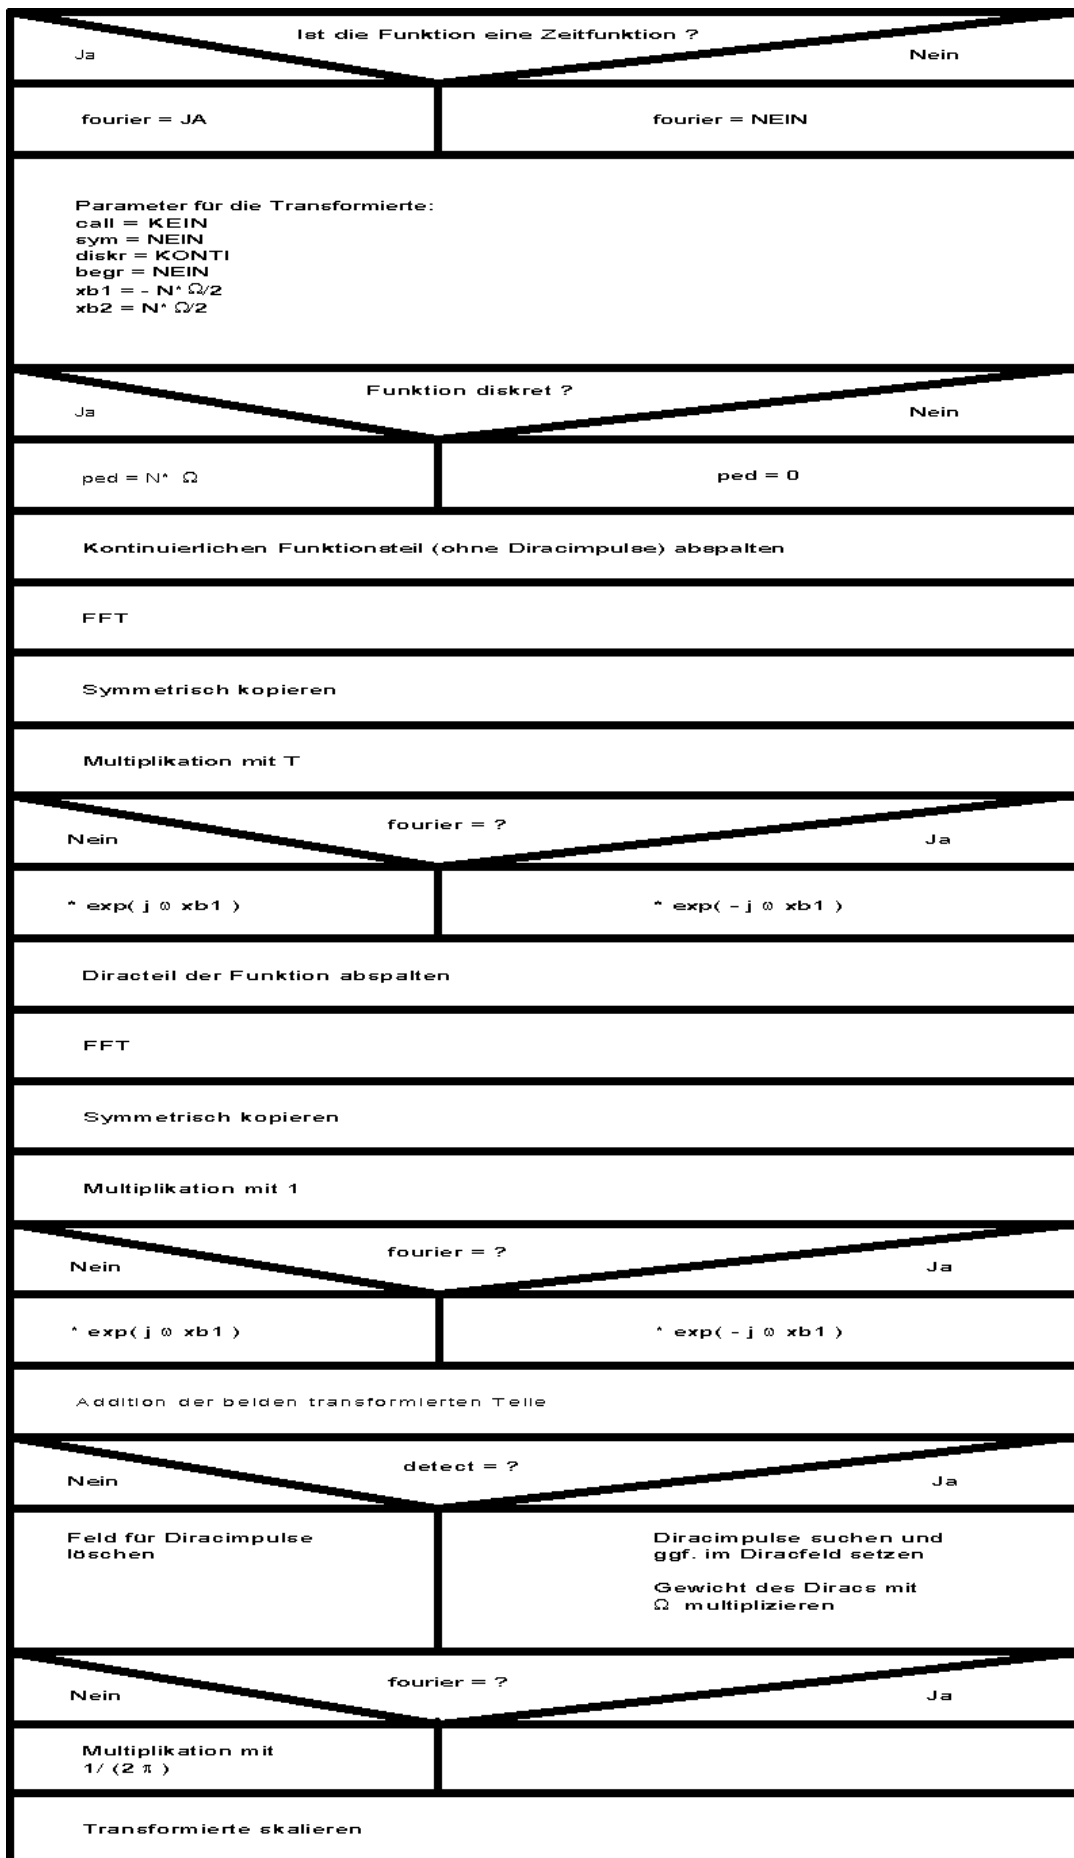 Ist die Funktion eine Zeitfunktion ?
Ja
Nein
fourier = JA
fourier = NEIN
Parameter für die Transformierte:
call = KEIN
sym = NEIN
diskr = KONTI
begr = NEIN
xb1 = - N* Ω/2
xb2 = N* Ω/2
Funktion diskret ?
Ja
Nein
ped = N* Ω
ped = 0
Kontinuierlichen Funktionsteil (ohne Diracimpulse) abspalten
FFT
Symmetrisch kopieren
Multiplikation mit T
fourier = ?
Nein
Ja
* exp( j ω xb1 )
* exp( - j ω xb1 )
Diracteil der Funktion abspalten
FFT
Symmetrisch kopieren
Multiplikation mit 1
fourier = ?
Nein
Ja
* exp( j ω xb1 )
* exp( - j ω xb1 )
Addition der beiden transformierten Teile
detect = ?
Nein
Ja
Feld für Diracimpulse
löschen
Diracimpulse suchen und
ggf. im Diracfeld setzen
Gewicht des Diracs mit
Ω multiplizieren
fourier = ?
Nein
Ja
Multiplikation mit
1/ (2 π )
Transformierte skalieren